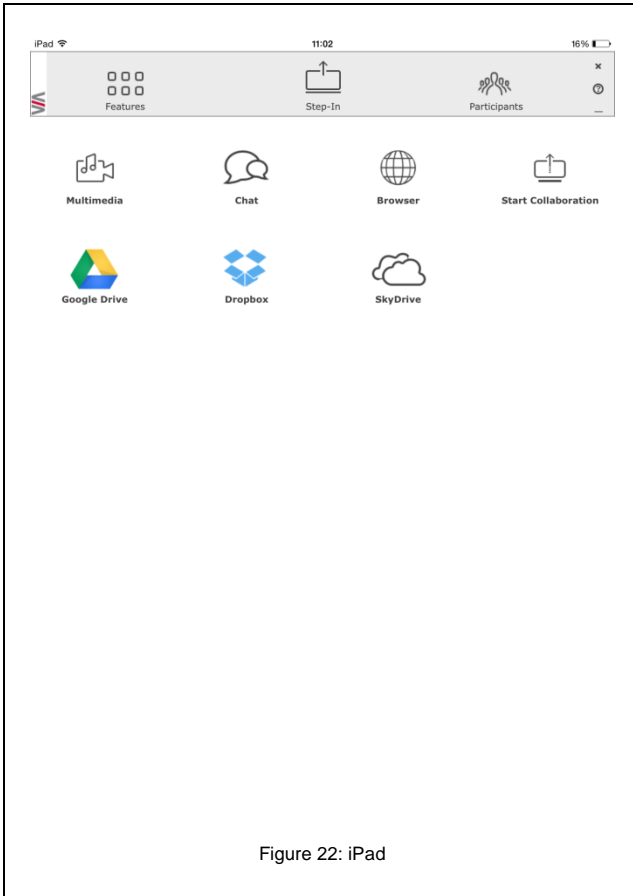 iPad 11:02 16%
Features Step-In Participants
Multimedia Chat Browser Start Collaboration
Google Drive Dropbox SkyDrive
Figure 22: iPad